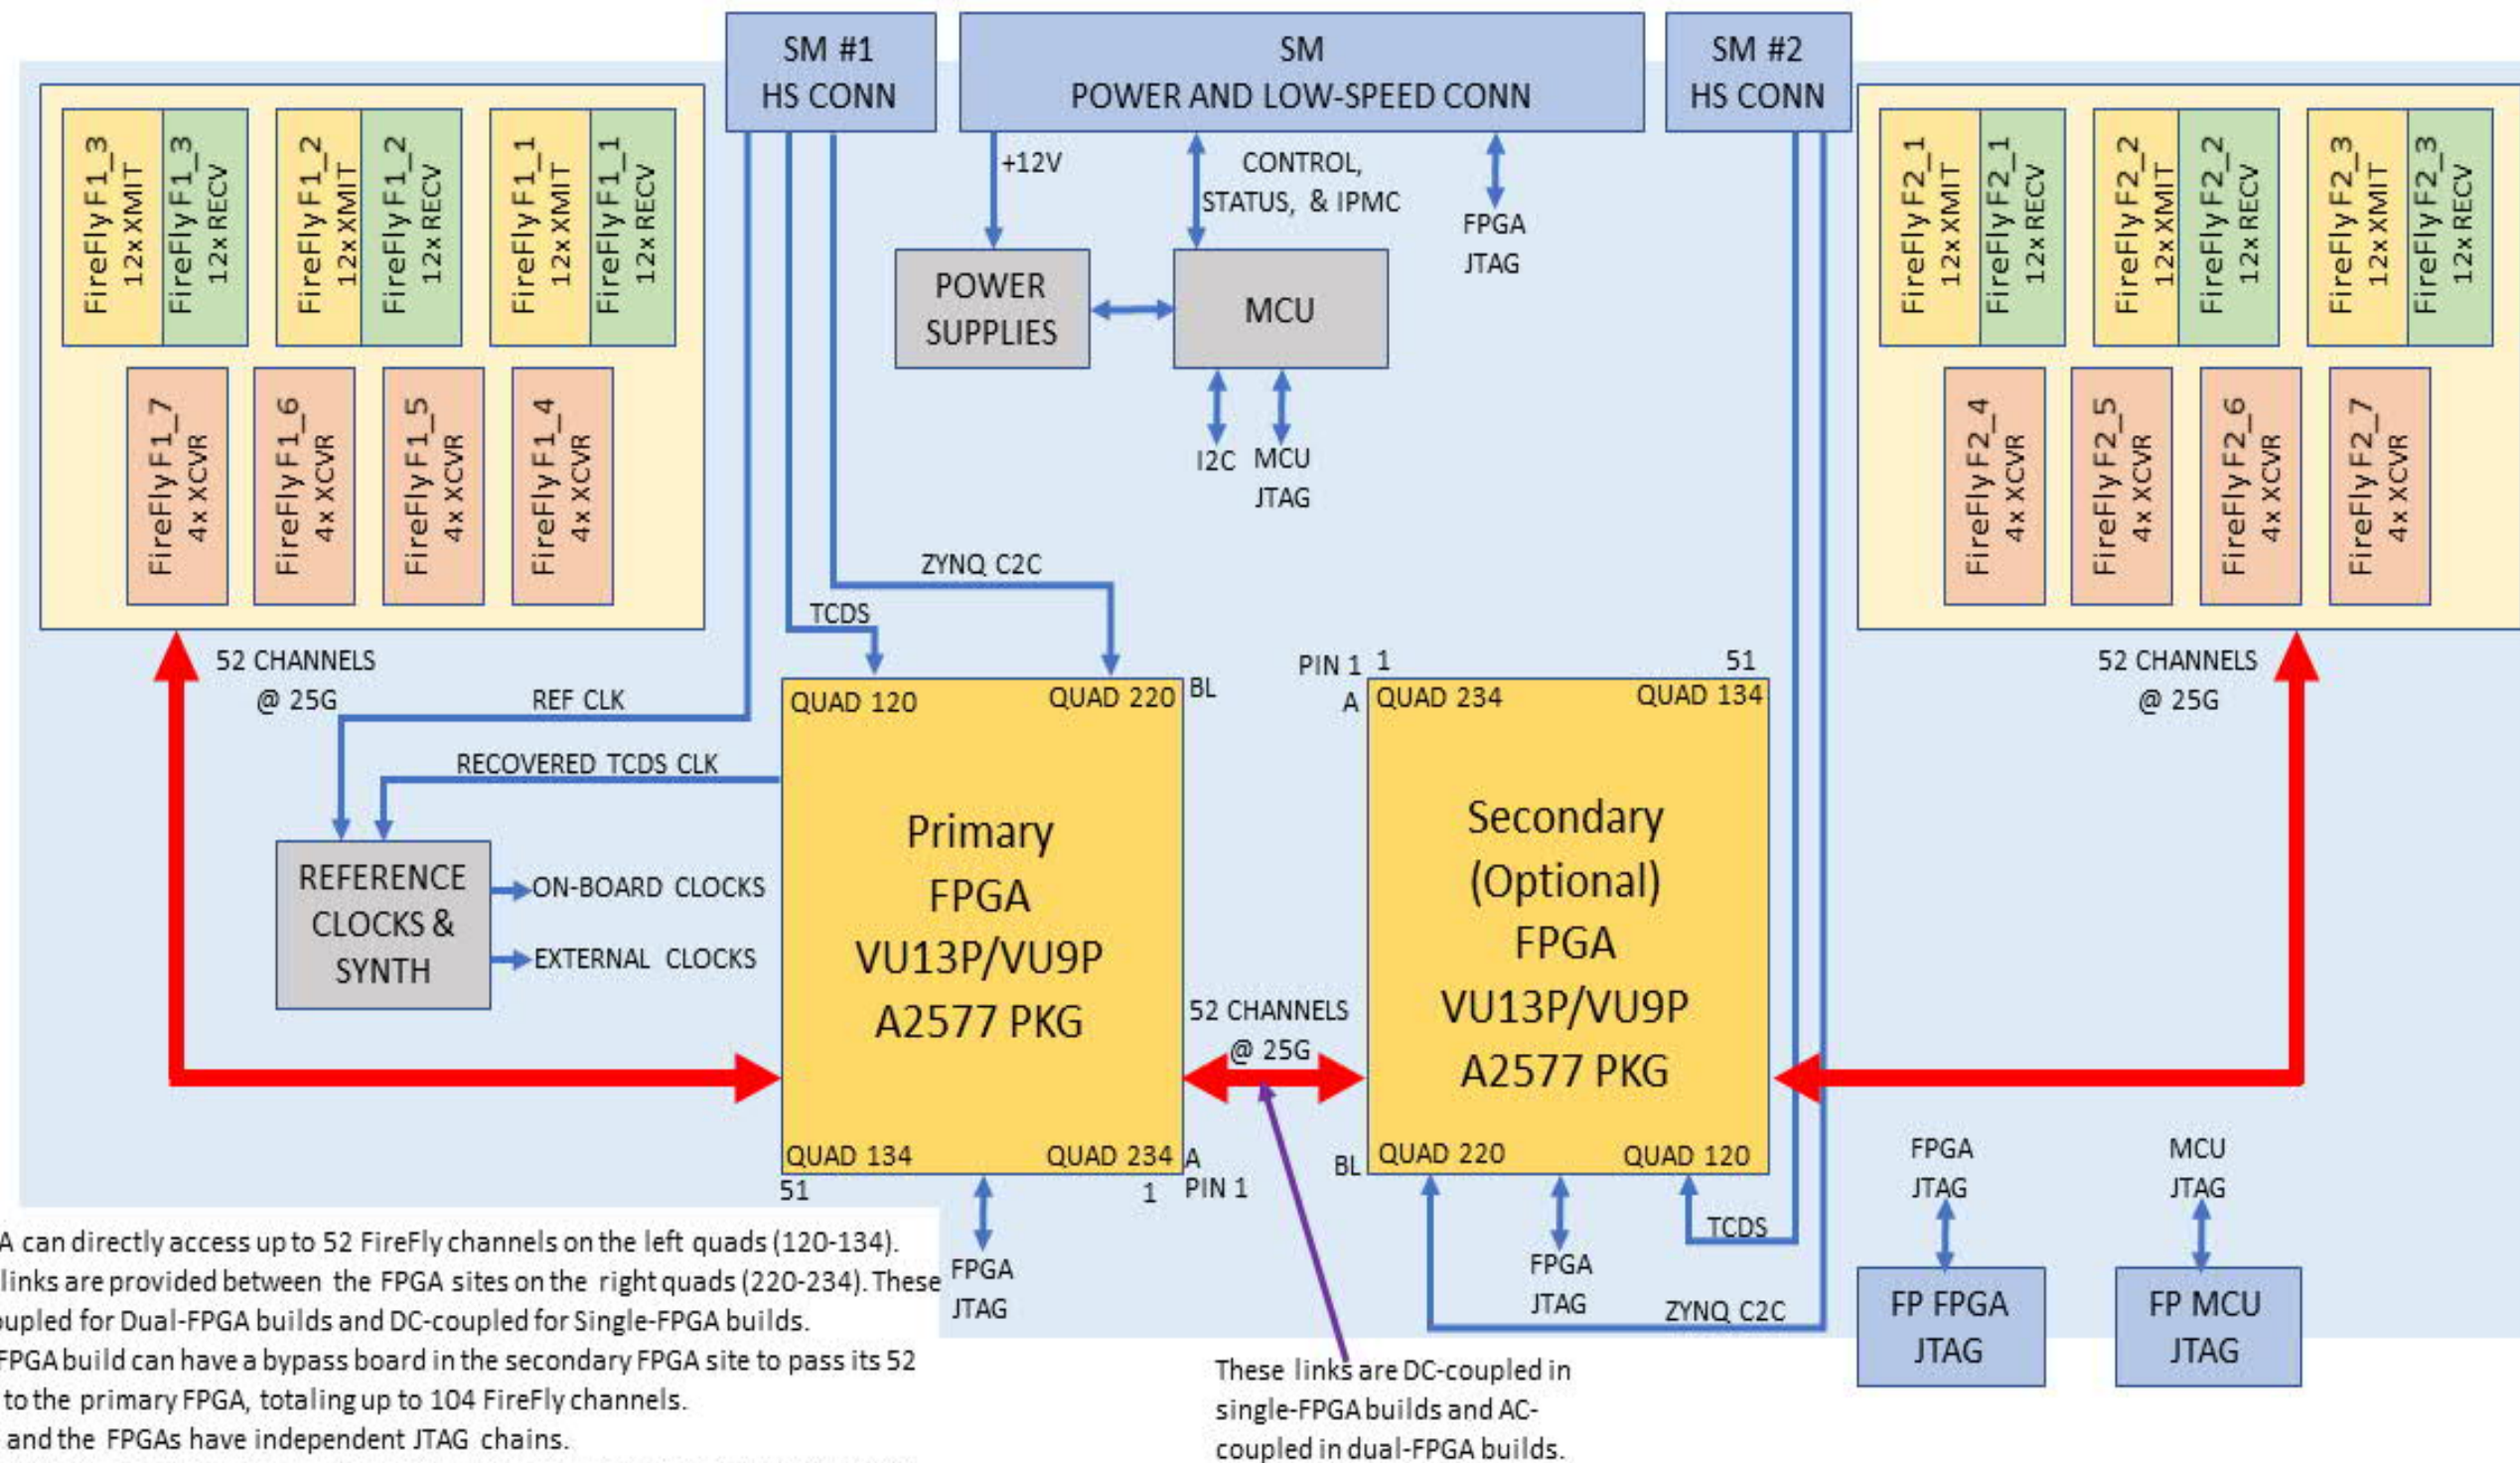 SM #1
HS CONN
SM
POWER AND LOW-SPEED CONN
SM #2
HS CONN
FireFly F1_3
12x XMIT
FireFly F1_3
12x RECV
FireFly F1_2
12x XMIT
FireFly F1_2
12x RECV
FireFly F1_1
12x XMIT
FireFly F1_1
12x RECV
FireFly F1_7
4x XCVR
FireFly F1_6
4x XCVR
FireFly F1_5
4x XCVR
FireFly F1_4
4x XCVR
+12V
CONTROL,
STATUS, & IPMC
FPGA
JTAG
POWER
SUPPLIES
MCU
I2C
MCU
JTAG
FireFly F2_1
12x XMIT
FireFly F2_1
12x RECV
FireFly F2_2
12x XMIT
FireFly F2_2
12x RECV
FireFly F2_3
12x XMIT
FireFly F2_3
12x RECV
FireFly F2_4
4x XCVR
FireFly F2_5
4x XCVR
FireFly F2_6
4x XCVR
FireFly F2_7
4x XCVR
ZYNQ C2C
TCDS
52 CHANNELS
@ 25G
REF CLK
RECOVERED TCDS CLK
REFERENCE
CLOCKS &
SYNTH
ON-BOARD CLOCKS
EXTERNAL CLOCKS
QUAD 120
QUAD 220
BL
Primary
FPGA
VU13P/VU9P
A2577 PKG
QUAD 134
QUAD 234
A
51
1
PIN 1
FPGA
JTAG
52 CHANNELS
@ 25G
PIN 1
1
51
A
QUAD 234
QUAD 134
Secondary
(Optional)
FPGA
VU13P/VU9P
A2577 PKG
BL
QUAD 220
QUAD 120
FPGA
JTAG
TCDS
ZYNQ C2C
52 CHANNELS
@ 25G
FPGA
JTAG
MCU
JTAG
FP FPGA
JTAG
FP MCU
JTAG
A can directly access up to 52 FireFly channels on the left quads (120-134).
links are provided between the FPGA sites on the right quads (220-234). These
oupled for Dual-FPGA builds and DC-coupled for Single-FPGA builds.
FPGA build can have a bypass board in the secondary FPGA site to pass its 52
to the primary FPGA, totaling up to 104 FireFly channels.
and the FPGAs have independent JTAG chains.
These links are DC-coupled in
single-FPGA builds and AC-
coupled in dual-FPGA builds.